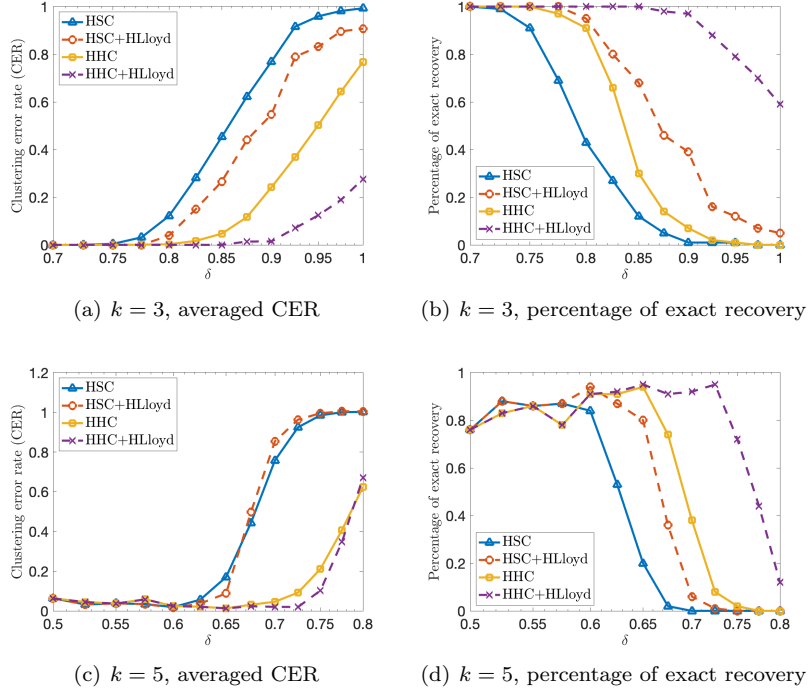 1
0.8
0.6
0.4
0.2
0
Clustering error rate (CER)
HSC
HSC+HLloyd
HHC
HHC+HLloyd
0.7 0.75 0.8 0.85 0.9 0.95 1
δ
(a) k = 3, averaged CER
1
0.8
0.6
0.4
0.2
0
Percentage of exact recovery
HSC
HSC+HLloyd
HHC
HHC+HLloyd
0.7 0.75 0.8 0.85 0.9 0.95 1
δ
(b) k = 3, percentage of exact recovery
1.2
1
0.8
0.6
0.4
0.2
0
Clustering error rate (CER)
HSC
HSC+HLloyd
HHC
HHC+HLloyd
0.5 0.55 0.6 0.65 0.7 0.75 0.8
δ
(c) k = 5, averaged CER
1
0.8
0.6
0.4
0.2
0
Percentage of exact recovery
HSC
HSC+HLloyd
HHC
HHC+HLloyd
0.5 0.55 0.6 0.65 0.7 0.75 0.8
δ
(d) k = 5, percentage of exact recovery